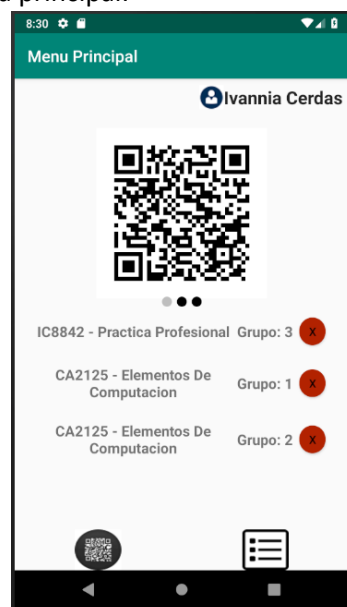 8:30
Menu Principal
Ivannia Cerdas
IC8842 - Practica Profesional Grupo: 3 X
CA2125 - Elementos De
Computacion
Grupo: 1 X
CA2125 - Elementos De
Computacion
Grupo: 2 X